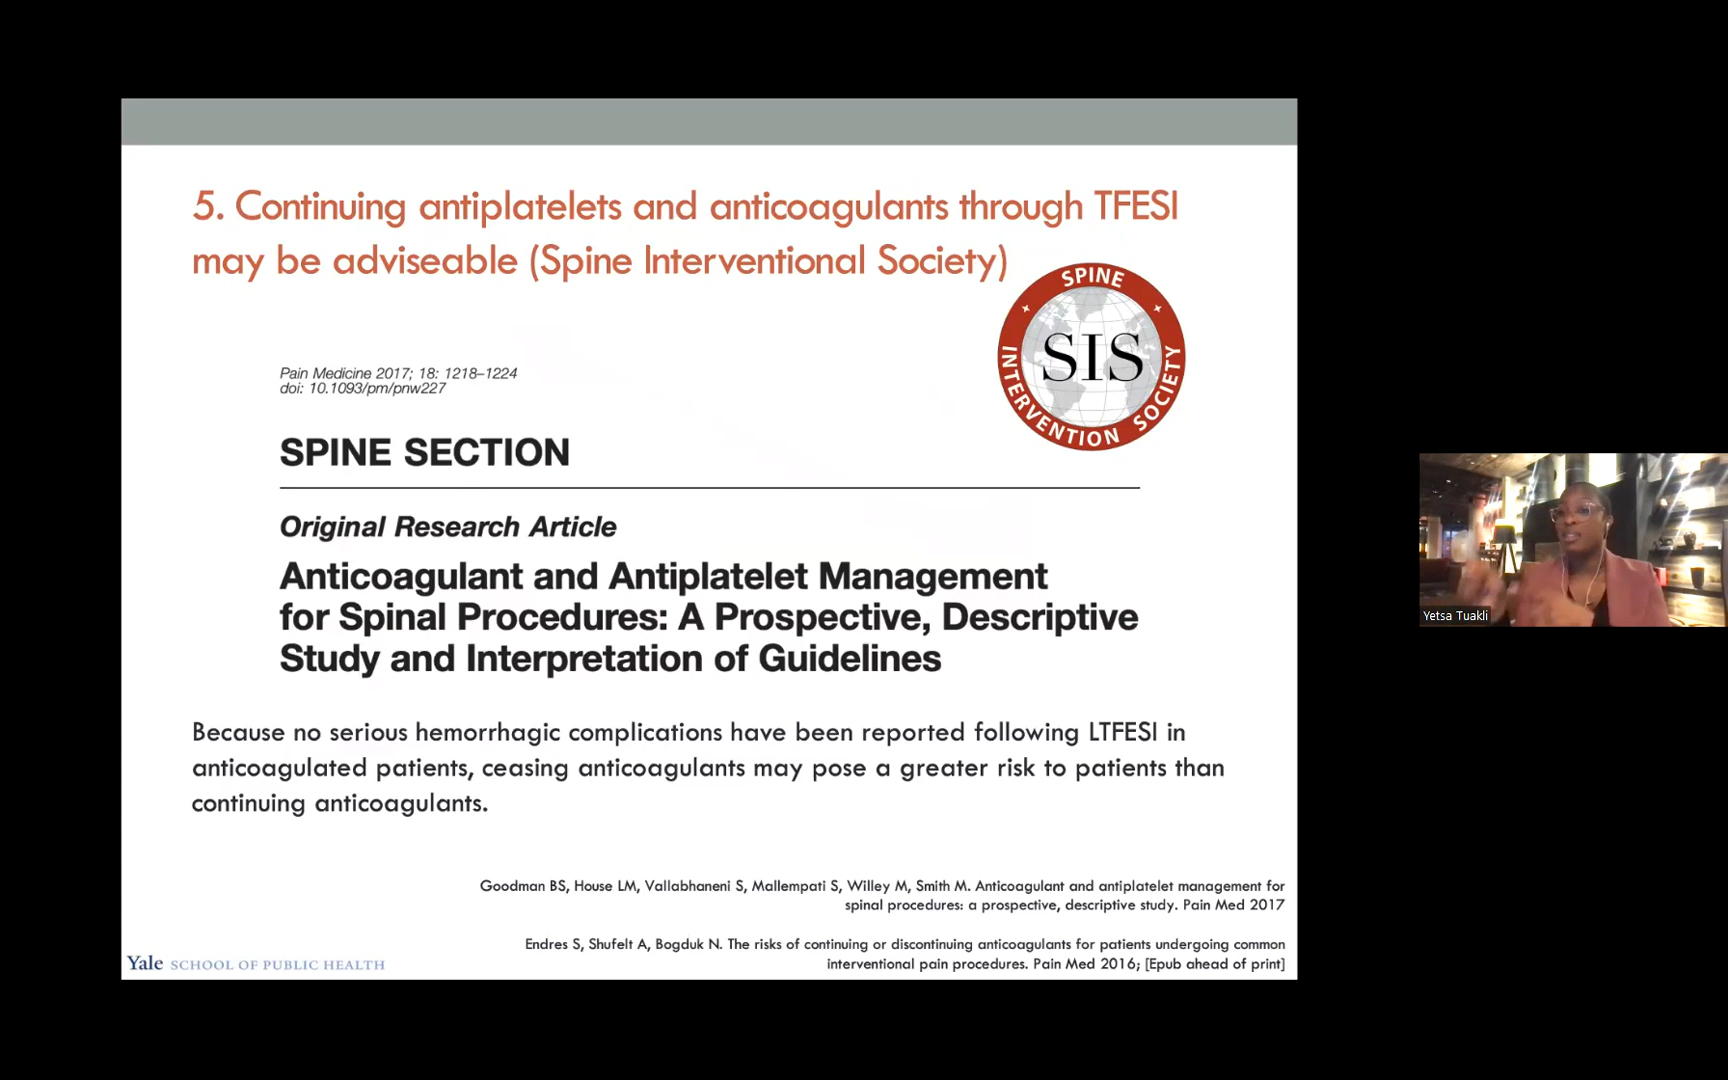 5. Continuing antiplatelets and anticoagulants through TFESI
may be adviseable (Spine Interventional Society)
SPINE
INTERVENTION SOCIETY
SIS
Pain Medicine 2017; 18: 1218–1224
doi: 10.1093/pm/pnw227
SPINE SECTION
Original Research Article
Anticoagulant and Antiplatelet Management
for Spinal Procedures: A Prospective, Descriptive
Study and Interpretation of Guidelines
Yetsa Tuakli
Because no serious hemorrhagic complications have been reported following LTFESI in
anticoagulated patients, ceasing anticoagulants may pose a greater risk to patients than
continuing anticoagulants.
Goodman BS, House LM, Vallabhaneni S, Mallempati S, Willey M, Smith M. Anticoagulant and antiplatelet management for
spinal procedures: a prospective, descriptive study. Pain Med 2017
Endres S, Shufelt A, Bogduk N. The risks of continuing or discontinuing anticoagulants for patients undergoing common
interventional pain procedures. Pain Med 2016; [Epub ahead of print]
Yale SCHOOL OF PUBLIC HEALTH